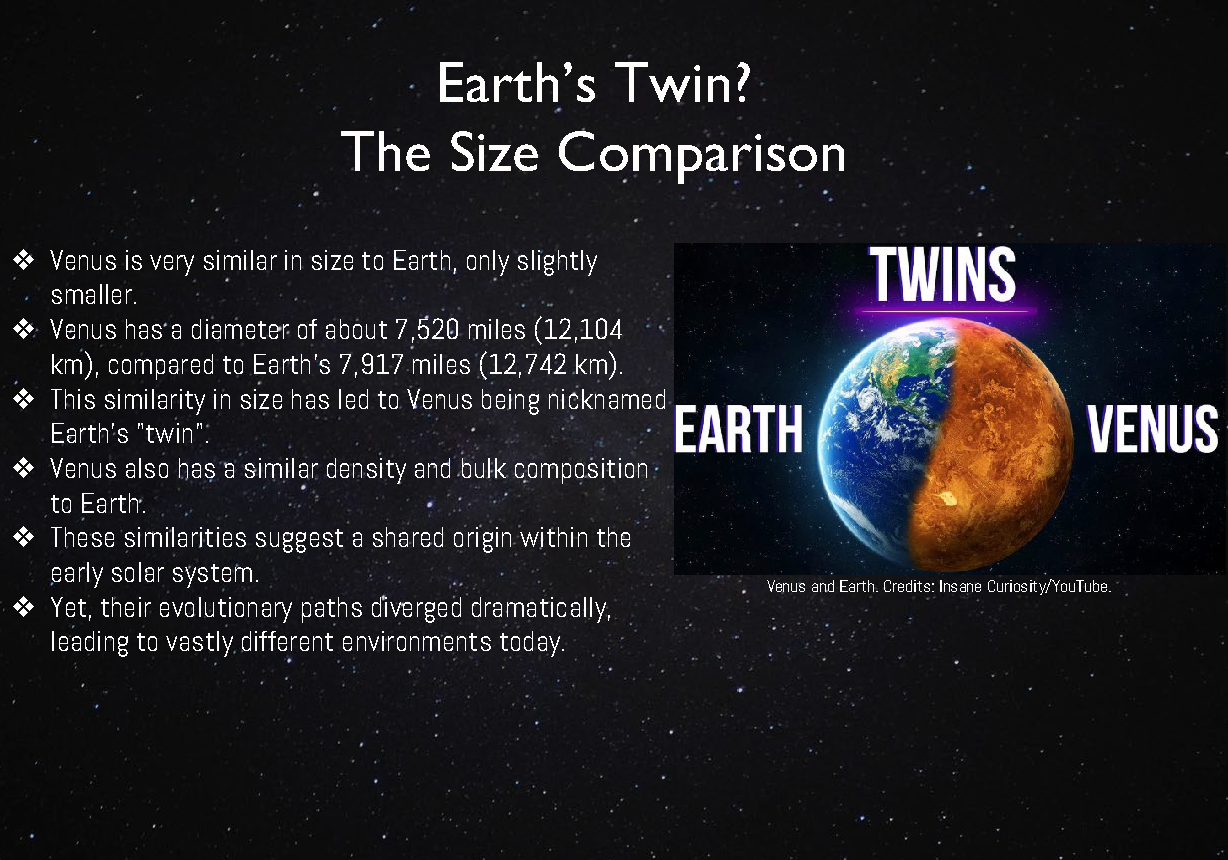 Earth's Twin?
The Size Comparison
❖ Venus is very similar in size to Earth, only slightly
smaller.
❖ Venus has a diameter of about 7,520 miles (12,104
km), compared to Earth's 7,917 miles (12,742 km).
❖ This similarity in size has led to Venus being nicknamed
Earth's "twin".
❖ Venus also has a similar density and bulk composition
to Earth.
❖ These similarities suggest a shared origin within the
early solar system.
❖ Yet, their evolutionary paths diverged dramatically,
leading to vastly different environments today.
TWINS
EARTH
VENUS
Venus and Earth. Credits: Insane Curiosity/YouTube.